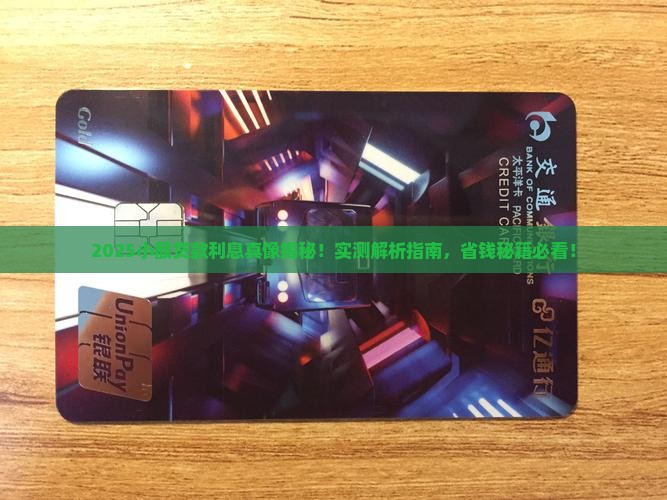 Gold
交通银行
BANK OF COMMUNICATIONS
太平洋卡 PACIFIC CARD
CREDIT CARD
2025小额贷款利息真像揭秘！实测解析指南，省钱秘籍必看！
亿通行
UnionPay
银联